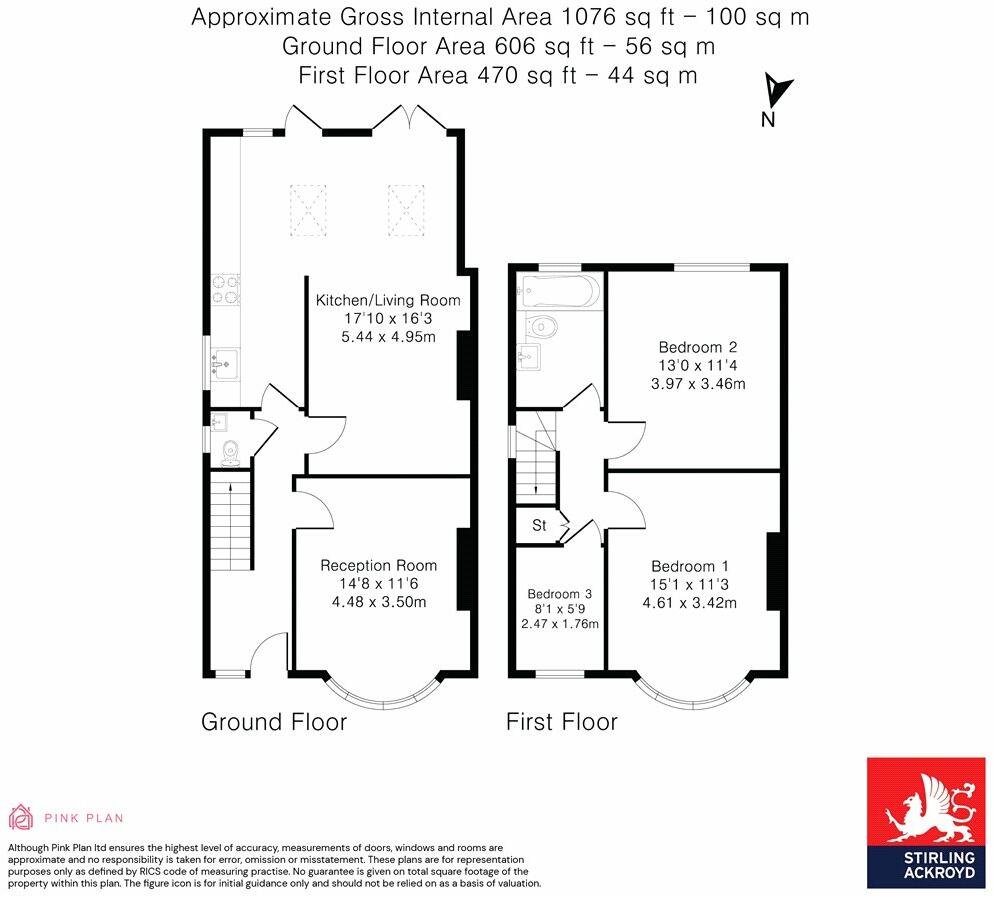 Approximate Gross Internal Area 1076 sq ft – 100 sq m
Ground Floor Area 606 sq ft – 56 sq m
First Floor Area 470 sq ft – 44 sq m
N
Kitchen/Living Room
17'10 x 16'3
5.44 x 4.95m
Reception Room
14'8 x 11'6
4.48 x 3.50m
Ground Floor
Bedroom 2
13'0 x 11'4
3.97 x 3.46m
St
Bedroom 1
15'1 x 11'3
4.61 x 3.42m
Bedroom 3
8'1 x 5'9
2.47 x 1.76m
First Floor
PINK PLAN
Although Pink Plan ltd ensures the highest level of accuracy, measurements of doors, windows and rooms are
approximate and no responsibility is taken for error, omission or misstatement. These plans are for representation
purposes only as defined by RICS code of measuring practise. No guarantee is given on total square footage of the
property within this plan. The figure icon is for initial guidance only and should not be relied on as a basis of valuation.
STIRLING
ACKROYD